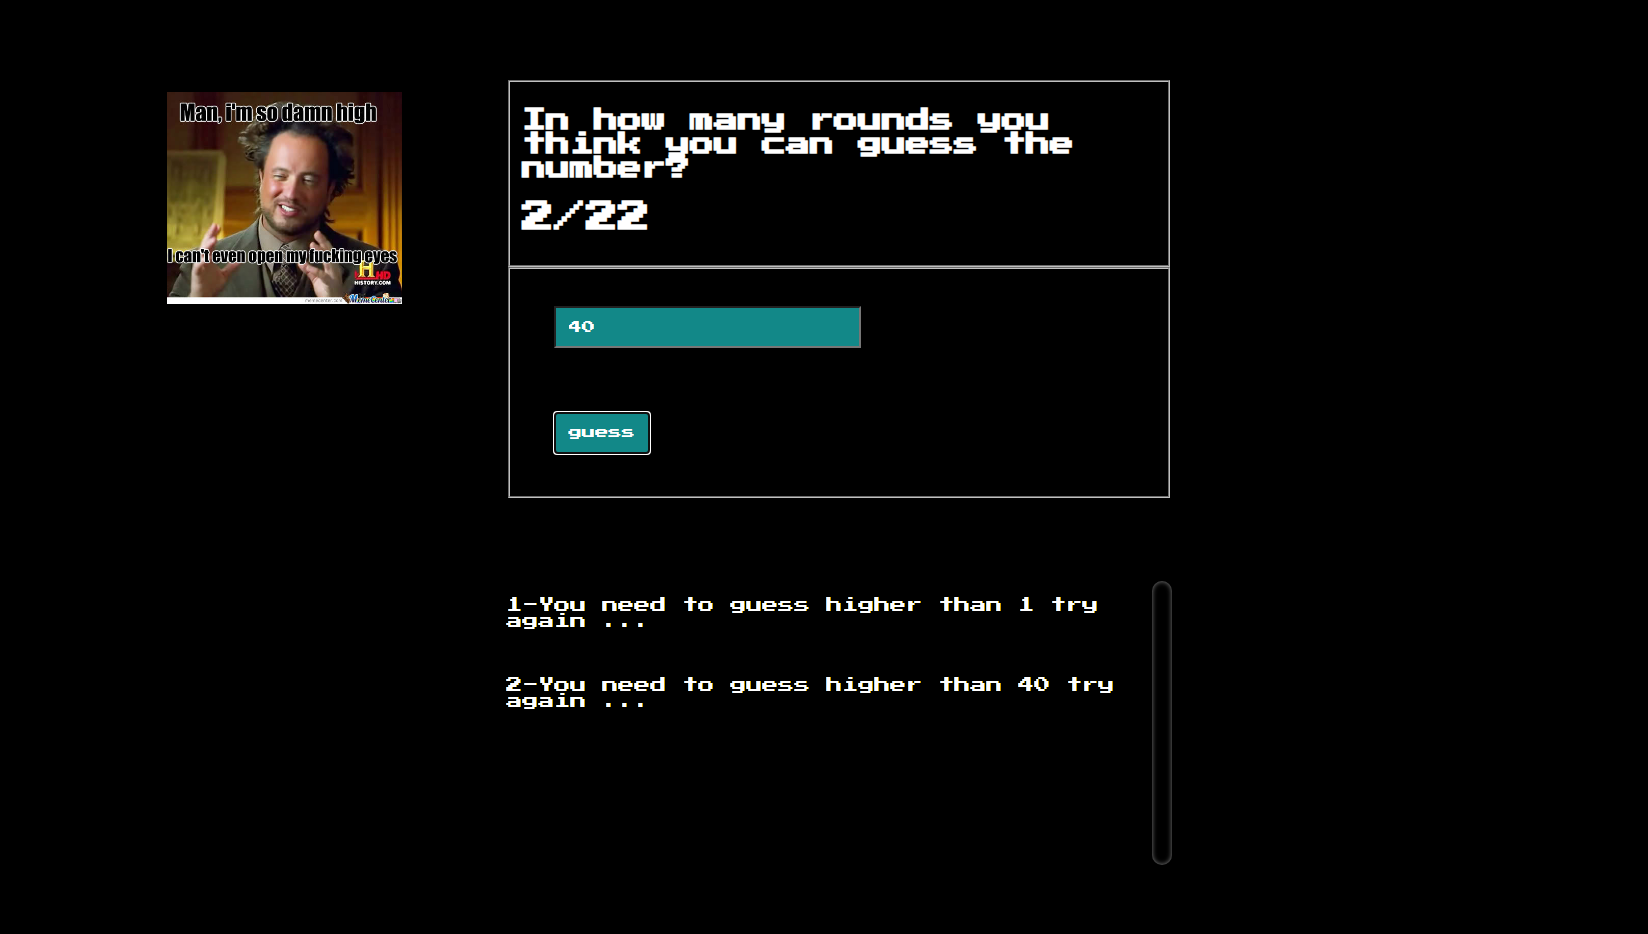 Man, i'm so damn high
I can't even open my fucking eyes
H HD
HISTORY.COM
memecenter.com MemeCenter
In how many rounds you
think you can guess the
number?
2/22
40
guess
1-You need to guess higher than 1 try
again ...
2-You need to guess higher than 40 try
again ...